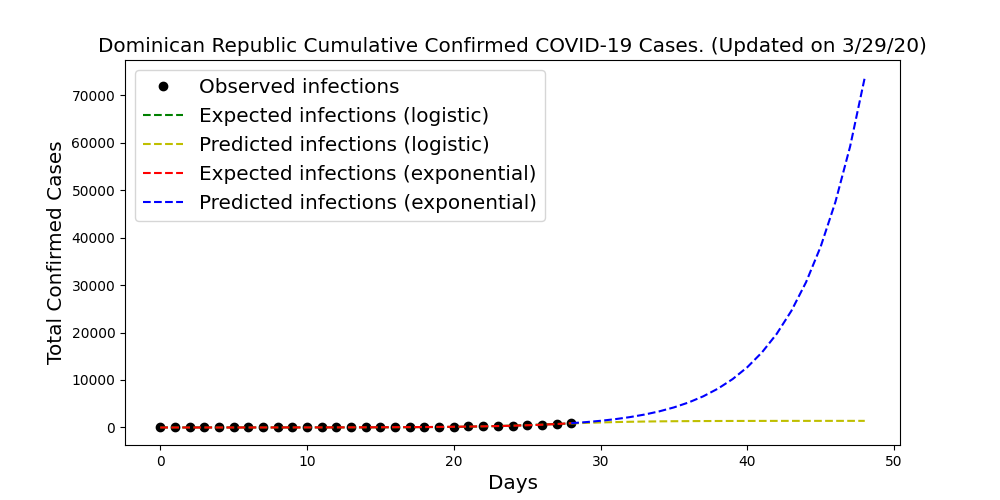 Dominican Republic Cumulative Confirmed COVID-19 Cases. (Updated on 3/29/20)
Observed infections
Expected infections (logistic)
Predicted infections (logistic)
Expected infections (exponential)
Predicted infections (exponential)
Total Confirmed Cases
70000
60000
50000
40000
30000
20000
10000
0
0 10 20 30 40 50
Days